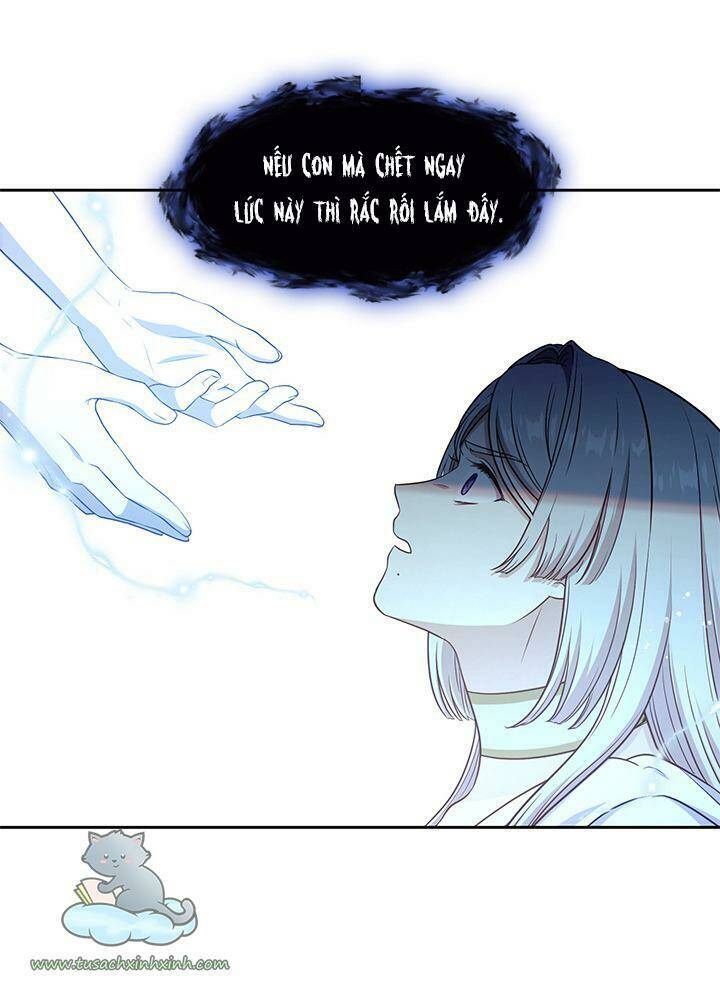 NẾU CON MÀ CHẾT NGAY
LÚC NÀY THÌ RẮC RỐI LẮM ĐẤY.
www.tusachxinhxinh.com